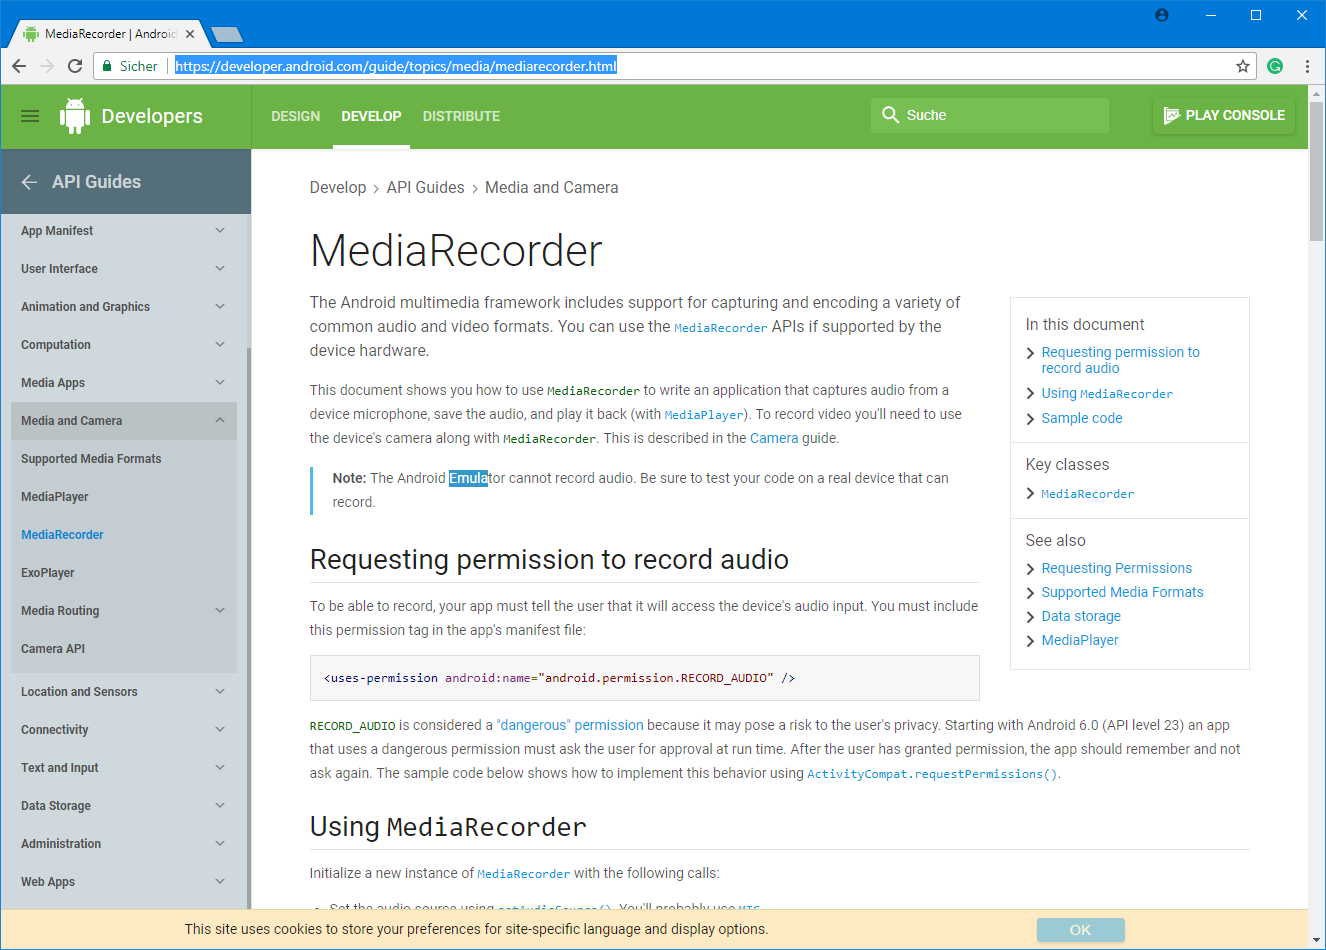 MediaRecorder | Android
Sicher
https://developer.android.com/guide/topics/media/mediarecorder.html
Developers
DESIGN
DEVELOP
DISTRIBUTE
Suche
PLAY CONSOLE
API Guides
App Manifest
User Interface
Animation and Graphics
Computation
Media Apps
Media and Camera
Supported Media Formats
MediaPlayer
MediaRecorder
ExoPlayer
Media Routing
Camera API
Location and Sensors
Connectivity
Text and Input
Data Storage
Administration
Web Apps
Develop > API Guides > Media and Camera
MediaRecorder
The Android multimedia framework includes support for capturing and encoding a variety of
common audio and video formats. You can use the MediaRecorder APIs if supported by the
device hardware.
This document shows you how to use MediaRecorder to write an application that captures audio from a
device microphone, save the audio, and play it back (with MediaPlayer). To record video you'll need to use
the device's camera along with MediaRecorder. This is described in the Camera guide.
Note: The Android Emulator cannot record audio. Be sure to test your code on a real device that can
record.
Requesting permission to record audio
To be able to record, your app must tell the user that it will access the device's audio input. You must include
this permission tag in the app's manifest file:
<uses-permission android:name="android.permission.RECORD_AUDIO" />
RECORD_AUDIO is considered a "dangerous" permission because it may pose a risk to the user's privacy. Starting with Android 6.0 (API level 23) an app
that uses a dangerous permission must ask the user for approval at run time. After the user has granted permission, the app should remember and not
ask again. The sample code below shows how to implement this behavior using ActivityCompat.requestPermissions().
Using MediaRecorder
Initialize a new instance of MediaRecorder with the following calls:
Set the audio source using setAudioSource(). You'll probably use MIC.
In this document
Requesting permission to
record audio
Using MediaRecorder
Sample code
Key classes
MediaRecorder
See also
Requesting Permissions
Supported Media Formats
Data storage
MediaPlayer
This site uses cookies to store your preferences for site-specific language and display options.
OK